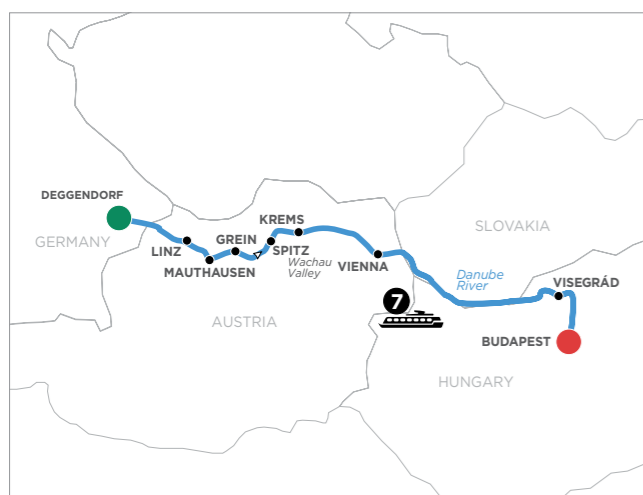 DEGGENDORF
GERMANY
LINZ
MAUTHAUSEN
GREIN
KREMS
SPITZ
Wachau
Valley
VIENNA
AUSTRIA
7
SLOVAKIA
Danube
River
VISEGRÁD
BUDAPEST
HUNGARY